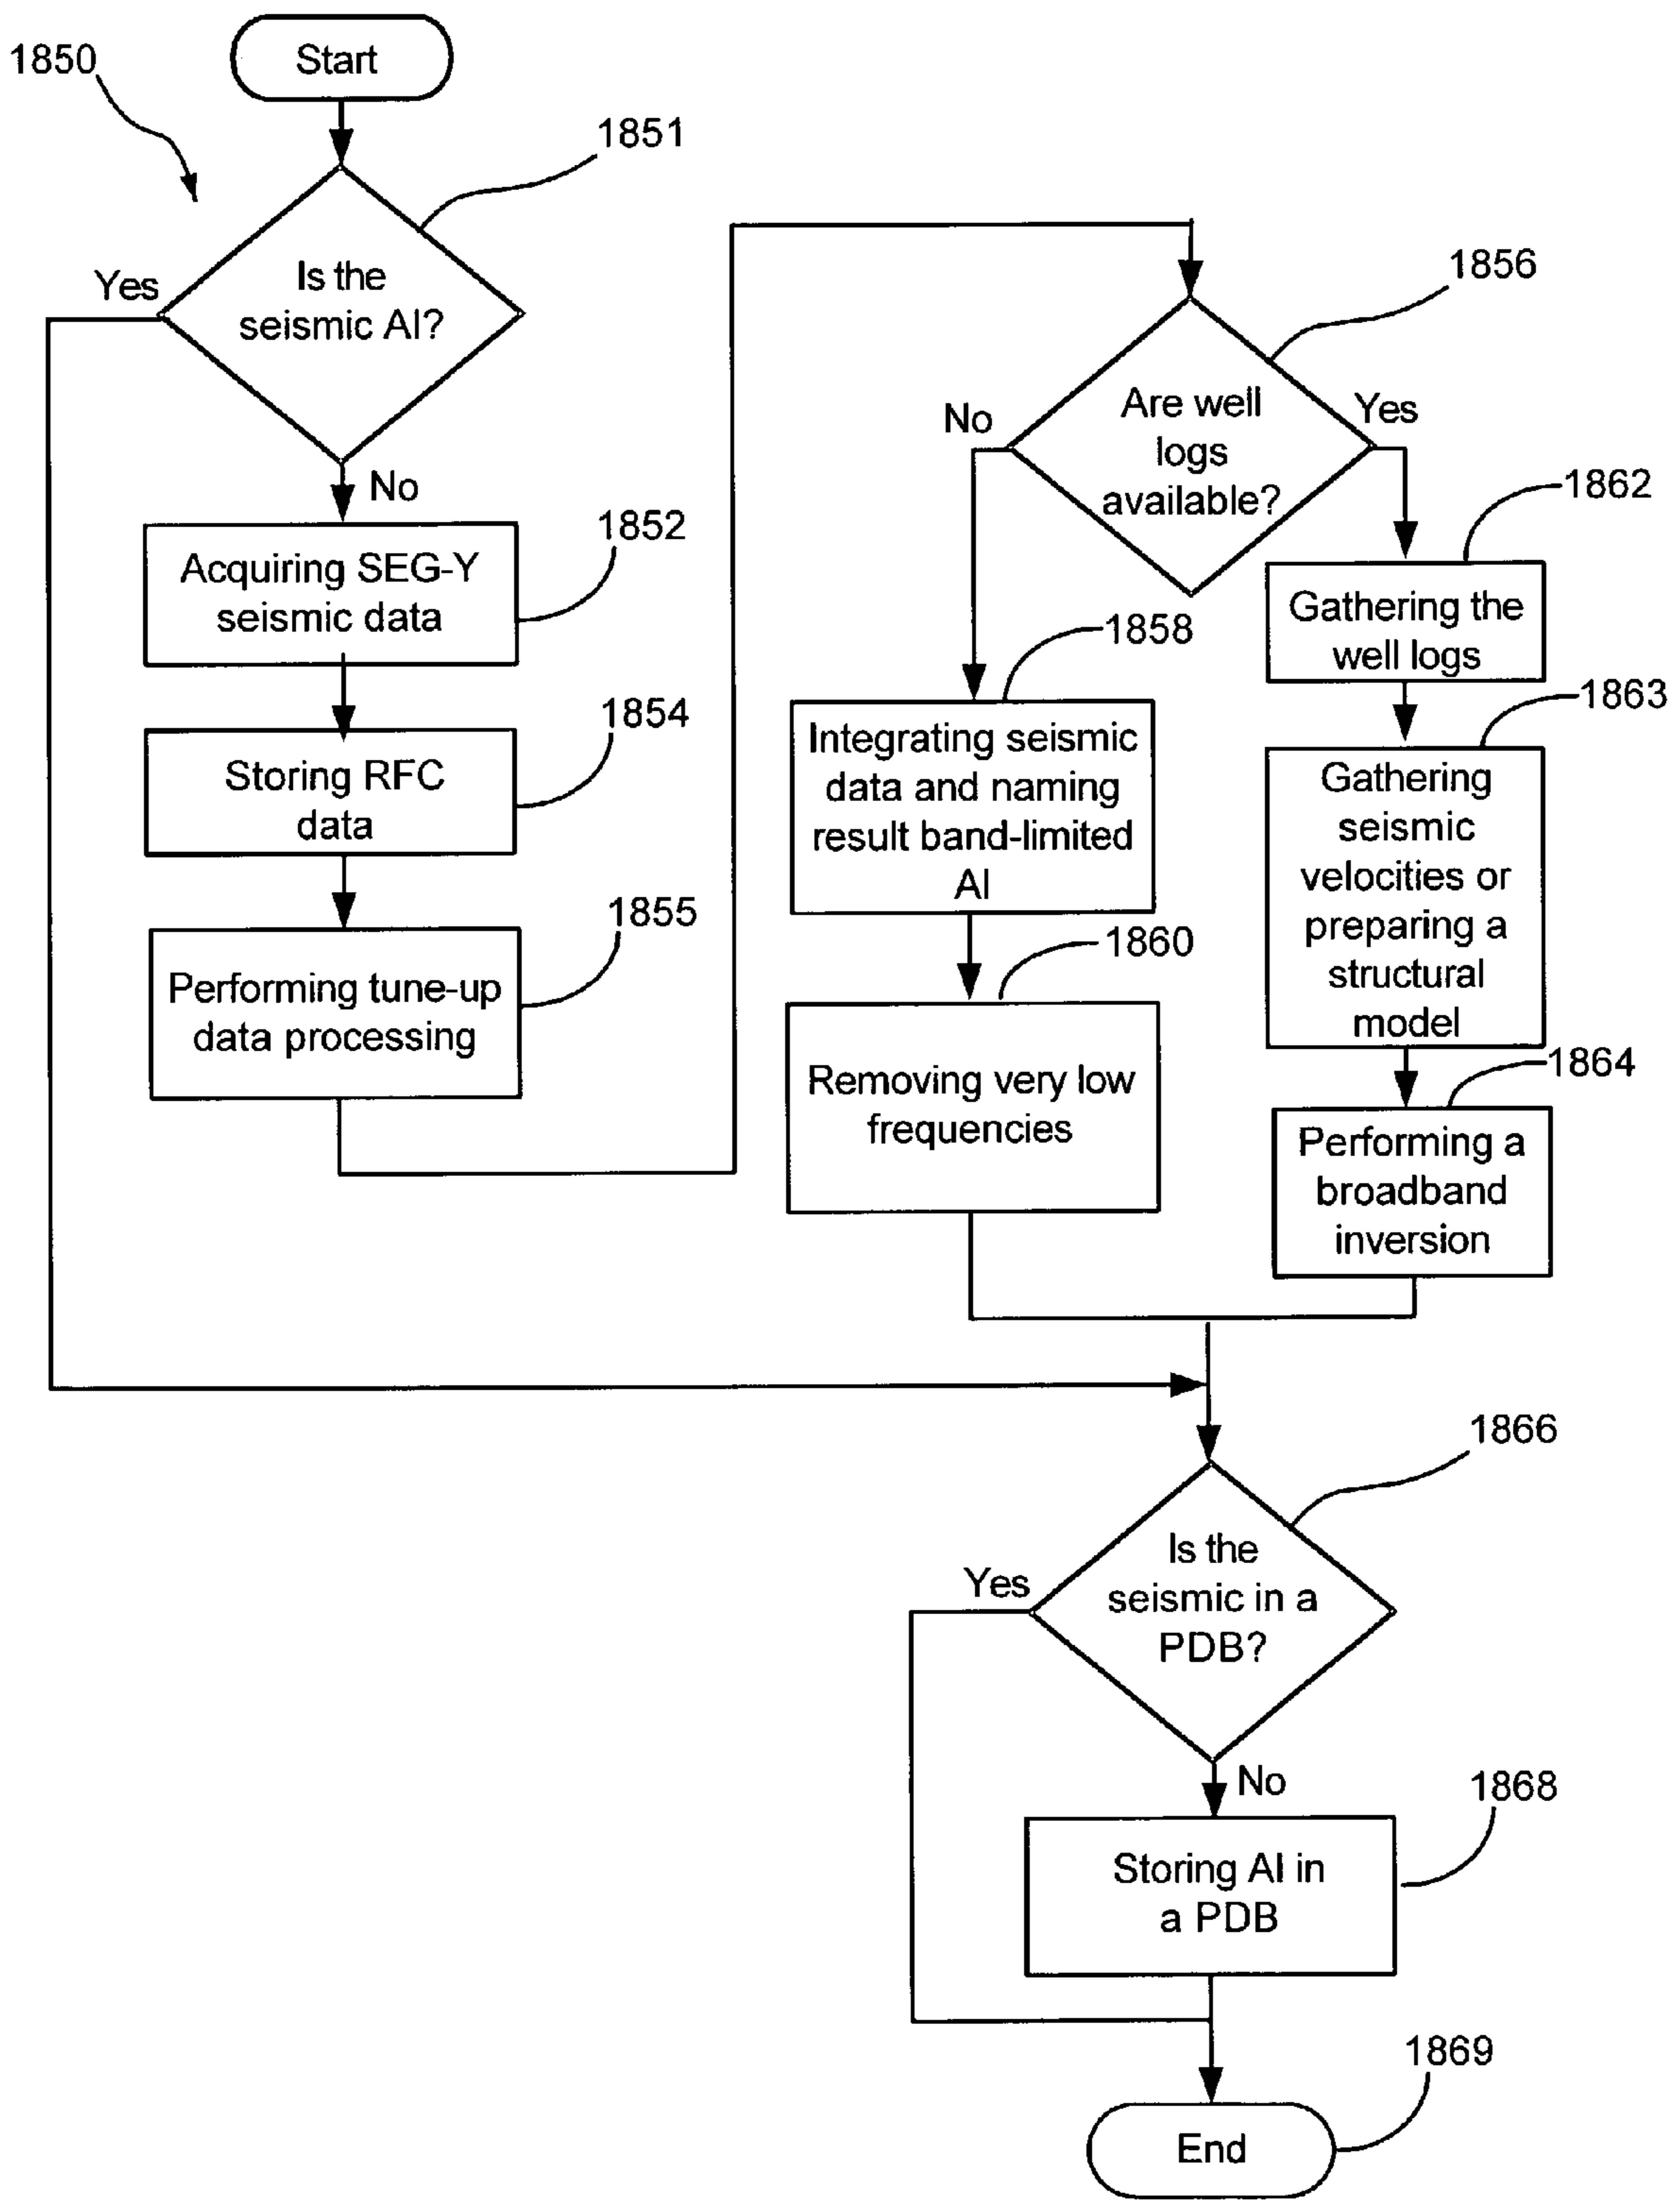 1850
Start
1851
Is the
seismic AI?
Yes
No
1852
Acquiring SEG-Y
seismic data
1854
Storing RFC
data
1855
Performing tune-up
data processing
1856
Are well
logs
available?
No
Yes
1858
Integrating seismic
data and naming
result band-limited
AI
1860
Removing very low
frequencies
1862
Gathering the
well logs
1863
Gathering
seismic
velocities or
preparing a
structural
model
1864
Performing a
broadband
inversion
1866
Is the
seismic in a
PDB?
Yes
No
1868
Storing AI in
a PDB
1869
End